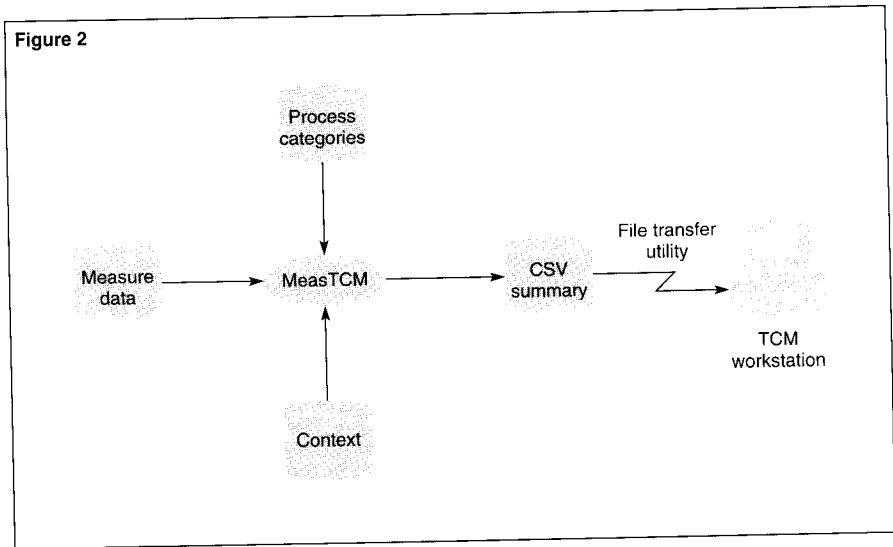 Figure 2
Process
categories
Measure
data
MeasTCM
CSV
summary
File transfer
utility
TCM
workstation
Context